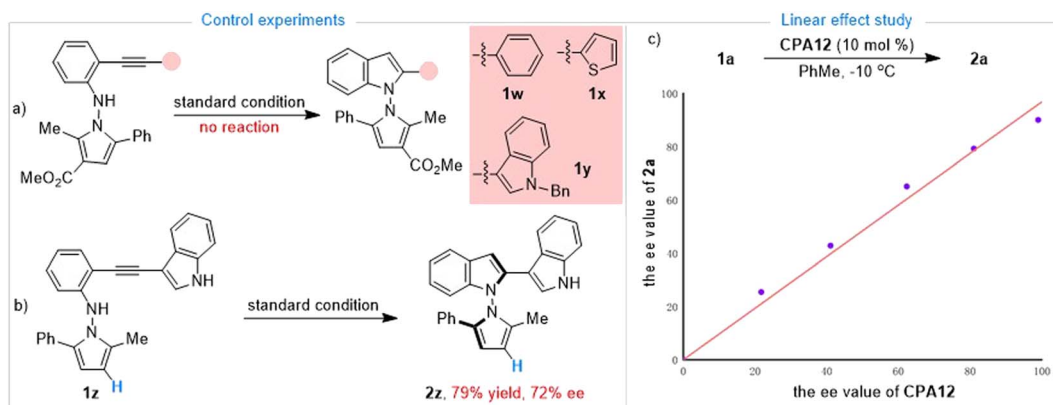 Control experiments
Linear effect study
a)
NH
N
Me
Ph
MeO₂C
standard condition
no reaction
N
N
Ph
Me
CO₂Me
1w
S
1x
N
Bn
1y
b)
NH
NH
N
Ph
Me
H
1z
standard condition
N
NH
N
Ph
Me
H
2z, 79% yield, 72% ee
c)
1a
CPA12 (10 mol %)
PhMe, -10 °C
2a
the ee value of 2a
100
80
60
40
20
0
0 20 40 60 80 100
the ee value of CPA12